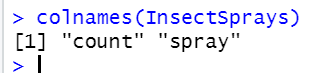 > colnames(InsectSprays)
[1] "count" "spray"
>